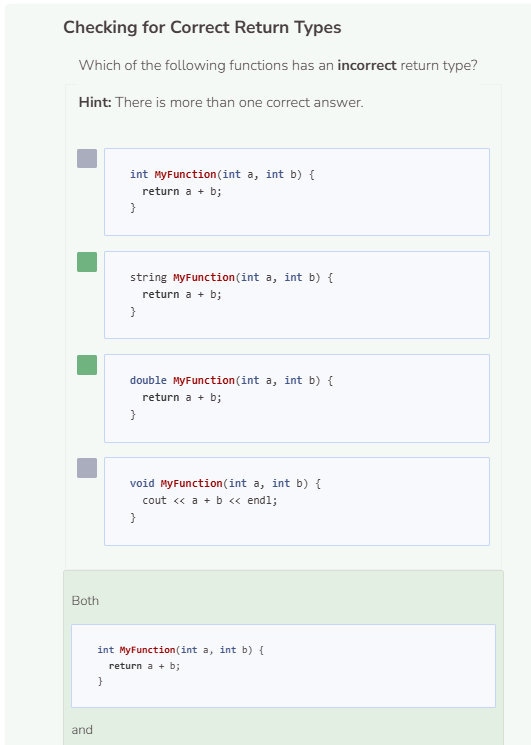 Checking for Correct Return Types
Which of the following functions has an incorrect return type?
Hint: There is more than one correct answer.
int MyFunction(int a, int b) {
  return a + b;
}
string MyFunction(int a, int b) {
  return a + b;
}
double MyFunction(int a, int b) {
  return a + b;
}
void MyFunction(int a, int b) {
  cout << a + b << endl;
}
Both
int MyFunction(int a, int b) {
  return a + b;
}
and